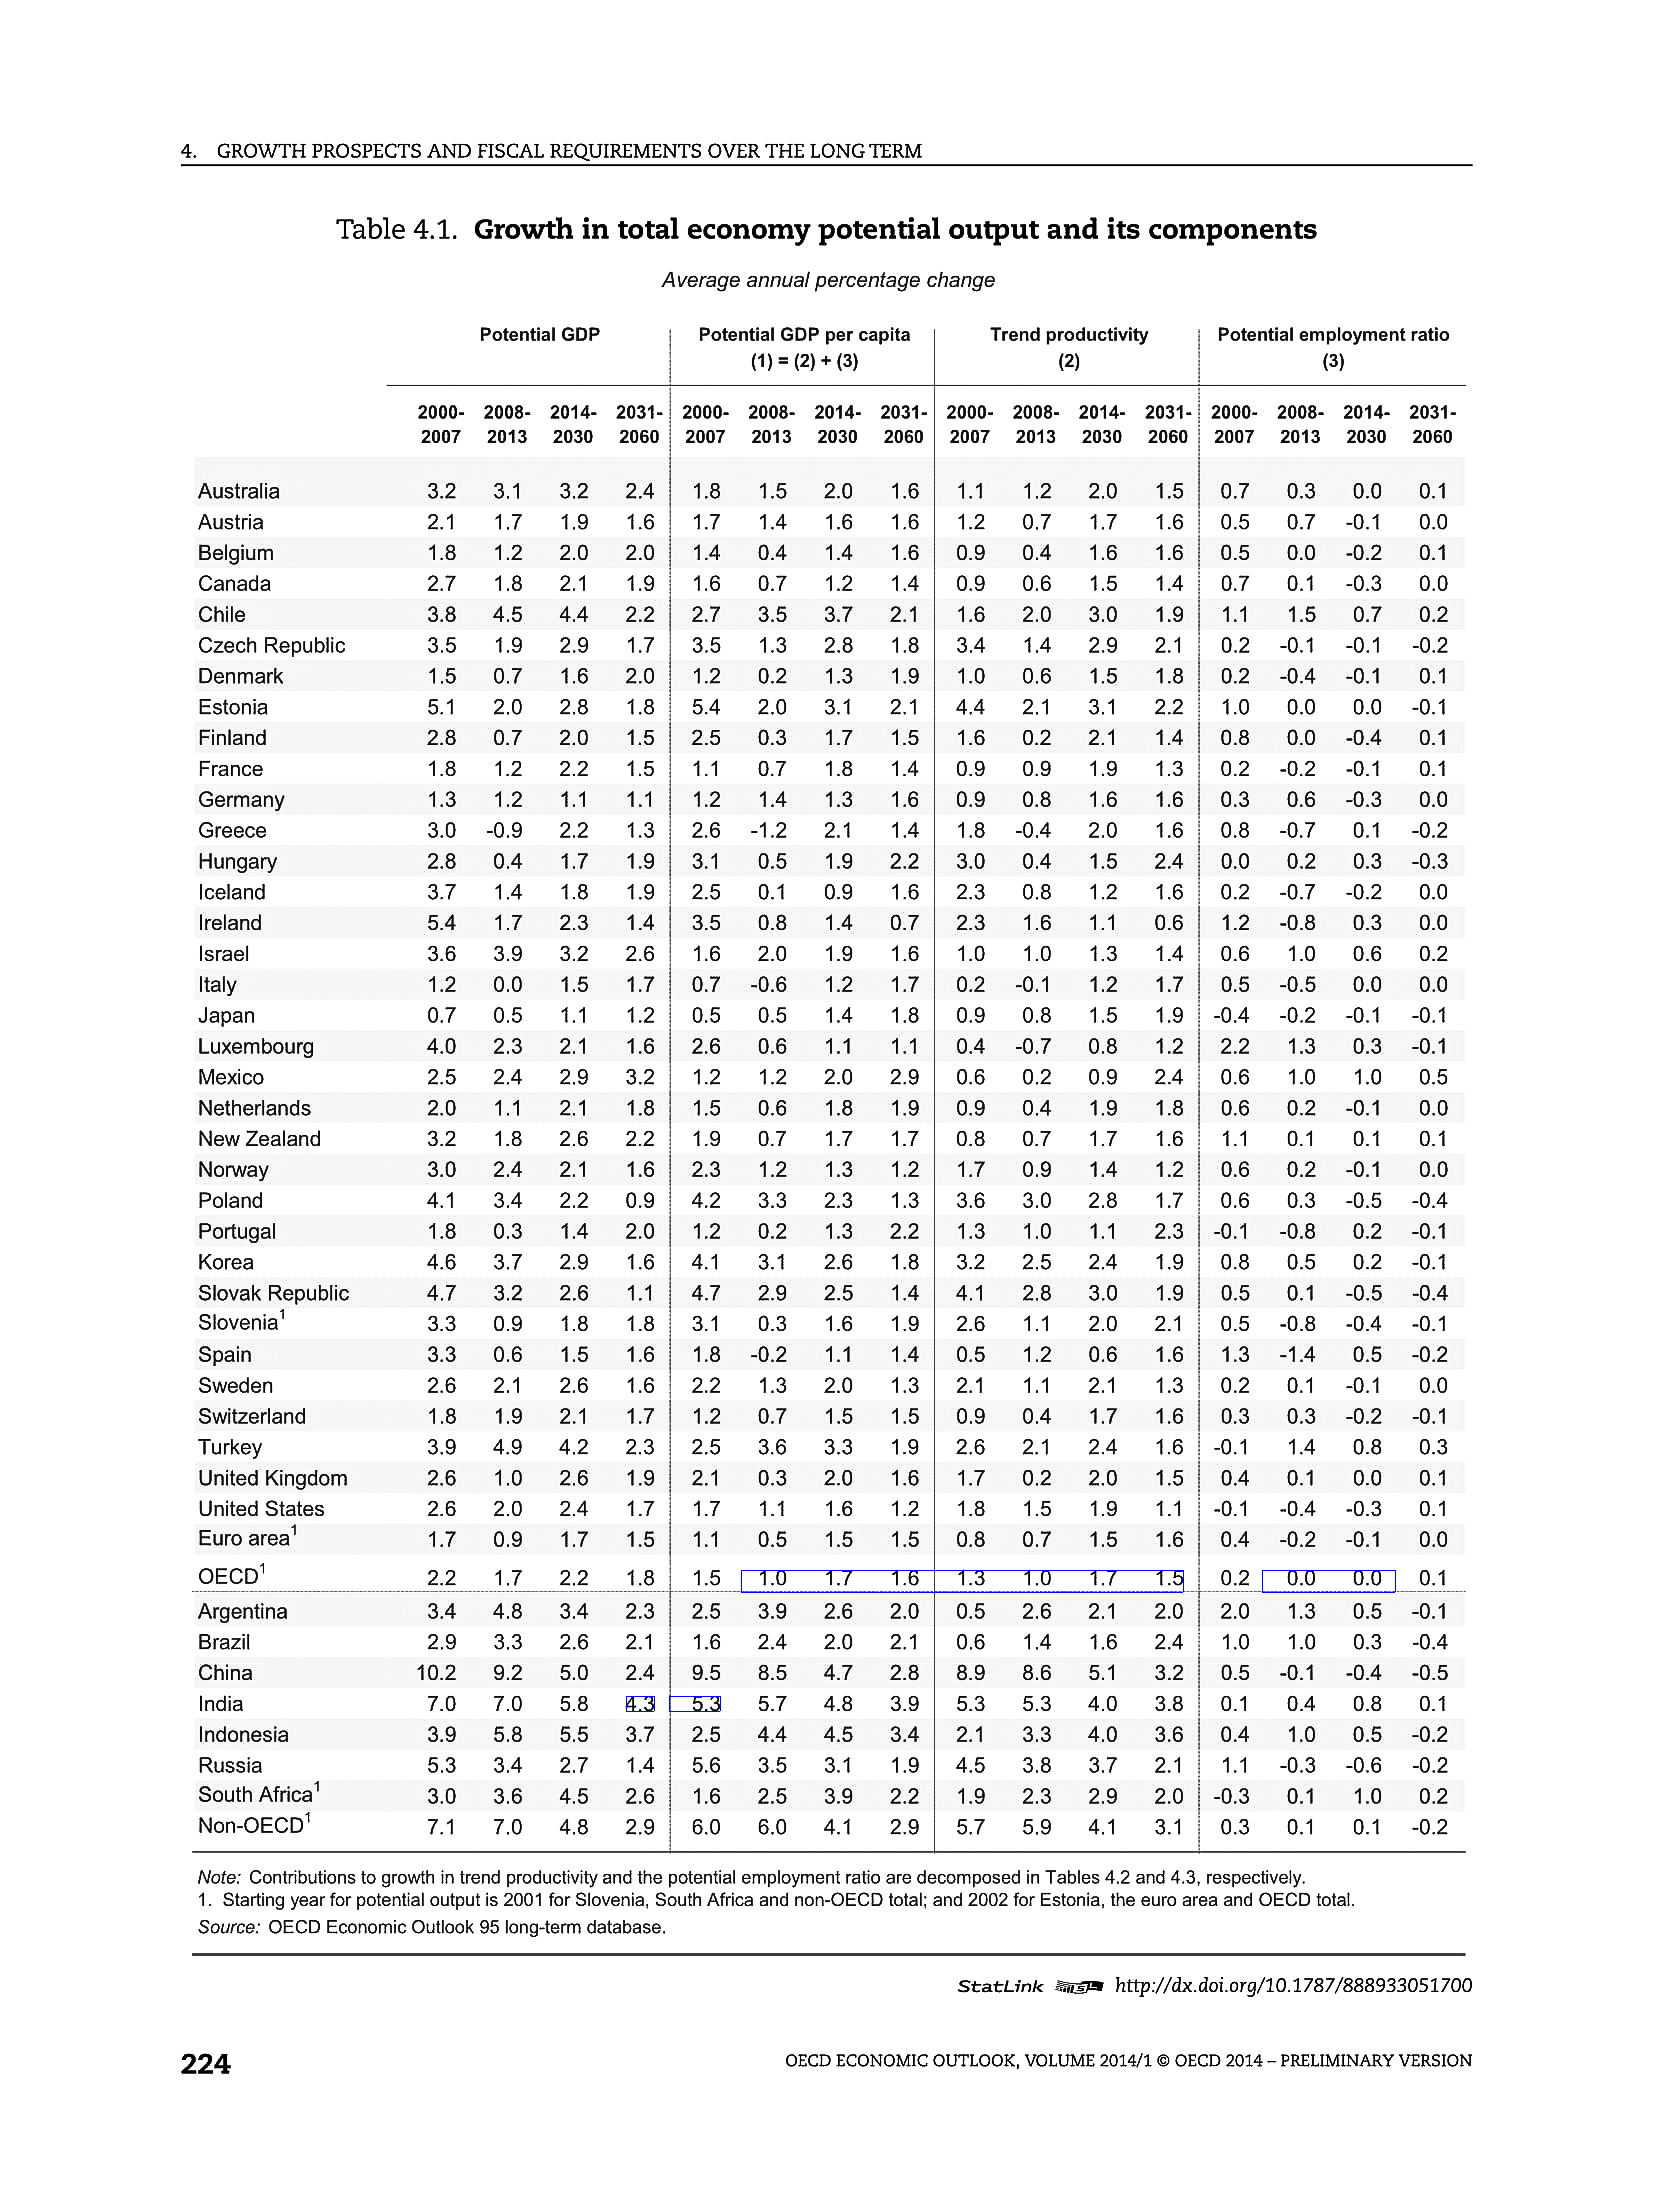 4. GROWTH PROSPECTS AND FISCAL REQUIREMENTS OVER THE LONG TERM
Table 4.1. Growth in total economy potential output and its components
Average annual percentage change
Potential GDP Potential GDP per capita Trend productivity Potential employment ratio
(1) = (2) + (3) (2) (3)
2000- 2008- 2014- 2031- 2000- 2008- 2014- 2031- 2000- 2008- 2014- 2031- 2000- 2008- 2014- 2031-
2007 2013 2030 2060 2007 2013 2030 2060 2007 2013 2030 2060 2007 2013 2030 2060
Australia 3.2 3.1 3.2 2.4 1.8 1.5 2.0 1.6 1.1 1.2 2.0 1.5 0.7 0.3 0.0 0.1
Austria 2.1 1.7 1.9 1.6 1.7 1.4 1.6 1.6 1.2 0.7 1.7 1.6 0.5 0.7 -0.1 0.0
Belgium 1.8 1.2 2.0 2.0 1.4 0.4 1.4 1.6 0.9 0.4 1.6 1.6 0.5 0.0 -0.2 0.1
Canada 2.7 1.8 2.1 1.9 1.6 0.7 1.2 1.4 0.9 0.6 1.5 1.4 0.7 0.1 -0.3 0.0
Chile 3.8 4.5 4.4 2.2 2.7 3.5 3.7 2.1 1.6 2.0 3.0 1.9 1.1 1.5 0.7 0.2
Czech Republic 3.5 1.9 2.9 1.7 3.5 1.3 2.8 1.8 3.4 1.4 2.9 2.1 0.2 -0.1 -0.1 -0.2
Denmark 1.5 0.7 1.6 2.0 1.2 0.2 1.3 1.9 1.0 0.6 1.5 1.8 0.2 -0.4 -0.1 0.1
Estonia 5.1 2.0 2.8 1.8 5.4 2.0 3.1 2.1 4.4 2.1 3.1 2.2 1.0 0.0 0.0 -0.1
Finland 2.8 0.7 2.0 1.5 2.5 0.3 1.7 1.5 1.6 0.2 2.1 1.4 0.8 0.0 -0.4 0.1
France 1.8 1.2 2.2 1.5 1.1 0.7 1.8 1.4 0.9 0.9 1.9 1.3 0.2 -0.2 -0.1 0.1
Germany 1.3 1.2 1.1 1.1 1.2 1.4 1.3 1.6 0.9 0.8 1.6 1.6 0.3 0.6 -0.3 0.0
Greece 3.0 -0.9 2.2 1.3 2.6 -1.2 2.1 1.4 1.8 -0.4 2.0 1.6 0.8 -0.7 0.1 -0.2
Hungary 2.8 0.4 1.7 1.9 3.1 0.5 1.9 2.2 3.0 0.4 1.5 2.4 0.0 0.2 0.3 -0.3
Iceland 3.7 1.4 1.8 1.9 2.5 0.1 0.9 1.6 2.3 0.8 1.2 1.6 0.2 -0.7 -0.2 0.0
Ireland 5.4 1.7 2.3 1.4 3.5 0.8 1.4 0.7 2.3 1.6 1.1 0.6 1.2 -0.8 0.3 0.0
Israel 3.6 3.9 3.2 2.6 1.6 2.0 1.9 1.6 1.0 1.0 1.3 1.4 0.6 1.0 0.6 0.2
Italy 1.2 0.0 1.5 1.7 0.7 -0.6 1.2 1.7 0.2 -0.1 1.2 1.7 0.5 -0.5 0.0 0.0
Japan 0.7 0.5 1.1 1.2 0.5 0.5 1.4 1.8 0.9 0.8 1.5 1.9 -0.4 -0.2 -0.1 -0.1
Luxembourg 4.0 2.3 2.1 1.6 2.6 0.6 1.1 1.1 0.4 -0.7 0.8 1.2 2.2 1.3 0.3 -0.1
Mexico 2.5 2.4 2.9 3.2 1.2 1.2 2.0 2.9 0.6 0.2 0.9 2.4 0.6 1.0 1.0 0.5
Netherlands 2.0 1.1 2.1 1.8 1.5 0.6 1.8 1.9 0.9 0.4 1.9 1.8 0.6 0.2 -0.1 0.0
New Zealand 3.2 1.8 2.6 2.2 1.9 0.7 1.7 1.7 0.8 0.7 1.7 1.6 1.1 0.1 0.1 0.1
Norway 3.0 2.4 2.1 1.6 2.3 1.2 1.3 1.2 1.7 0.9 1.4 1.2 0.6 0.2 -0.1 0.0
Poland 4.1 3.4 2.2 0.9 4.2 3.3 2.3 1.3 3.6 3.0 2.8 1.7 0.6 0.3 -0.5 -0.4
Portugal 1.8 0.3 1.4 2.0 1.2 0.2 1.3 2.2 1.3 1.0 1.1 2.3 -0.1 -0.8 0.2 -0.1
Korea 4.6 3.7 2.9 1.6 4.1 3.1 2.6 1.8 3.2 2.5 2.4 1.9 0.8 0.5 0.2 -0.1
Slovak Republic 4.7 3.2 2.6 1.1 4.7 2.9 2.5 1.4 4.1 2.8 3.0 1.9 0.5 0.1 -0.5 -0.4
Slovenia¹ 3.3 0.9 1.8 1.8 3.1 0.3 1.6 1.9 2.6 1.1 2.0 2.1 0.5 -0.8 -0.4 -0.1
Spain 3.3 0.6 1.5 1.6 1.8 -0.2 1.1 1.4 0.5 1.2 0.6 1.6 1.3 -1.4 0.5 -0.2
Sweden 2.6 2.1 2.6 1.6 2.2 1.3 2.0 1.3 2.1 1.1 2.1 1.3 0.2 0.1 -0.1 0.0
Switzerland 1.8 1.9 2.1 1.7 1.2 0.7 1.5 1.5 0.9 0.4 1.7 1.6 0.3 0.3 -0.2 -0.1
Turkey 3.9 4.9 4.2 2.3 2.5 3.6 3.3 1.9 2.6 2.1 2.4 1.6 -0.1 1.4 0.8 0.3
United Kingdom 2.6 1.0 2.6 1.9 2.1 0.3 2.0 1.6 1.7 0.2 2.0 1.5 0.4 0.1 0.0 0.1
United States 2.6 2.0 2.4 1.7 1.7 1.1 1.6 1.2 1.8 1.5 1.9 1.1 -0.1 -0.4 -0.3 0.1
Euro area¹ 1.7 0.9 1.7 1.5 1.1 0.5 1.5 1.5 0.8 0.7 1.5 1.6 0.4 -0.2 -0.1 0.0
OECD¹ 2.2 1.7 2.2 1.8 1.5 1.0 1.7 1.6 1.3 1.0 1.7 1.5 0.2 0.0 0.0 0.1
Argentina 3.4 4.8 3.4 2.3 2.5 3.9 2.6 2.0 0.5 2.6 2.1 2.0 2.0 1.3 0.5 -0.1
Brazil 2.9 3.3 2.6 2.1 1.6 2.4 2.0 2.1 0.6 1.4 1.6 2.4 1.0 1.0 0.3 -0.4
China 10.2 9.2 5.0 2.4 9.5 8.5 4.7 2.8 8.9 8.6 5.1 3.2 0.5 -0.1 -0.4 -0.5
India 7.0 7.0 5.8 4.3 5.3 5.7 4.8 3.9 5.3 5.3 4.0 3.8 0.1 0.4 0.8 0.1
Indonesia 3.9 5.8 5.5 3.7 2.5 4.4 4.5 3.4 2.1 3.3 4.0 3.6 0.4 1.0 0.5 -0.2
Russia 5.3 3.4 2.7 1.4 5.6 3.5 3.1 1.9 4.5 3.8 3.7 2.1 1.1 -0.3 -0.6 -0.2
South Africa¹ 3.0 3.6 4.5 2.6 1.6 2.5 3.9 2.2 1.9 2.3 2.9 2.0 -0.3 0.1 1.0 0.2
Non-OECD¹ 7.1 7.0 4.8 2.9 6.0 6.0 4.1 2.9 5.7 5.9 4.1 3.1 0.3 0.1 0.1 -0.2
Note: Contributions to growth in trend productivity and the potential employment ratio are decomposed in Tables 4.2 and 4.3, respectively.
1. Starting year for potential output is 2001 for Slovenia, South Africa and non-OECD total; and 2002 for Estonia, the euro area and OECD total.
Source: OECD Economic Outlook 95 long-term database.
StatLink http://dx.doi.org/10.1787/888933051700
224 OECD ECONOMIC OUTLOOK, VOLUME 2014/1 © OECD 2014 – PRELIMINARY VERSION